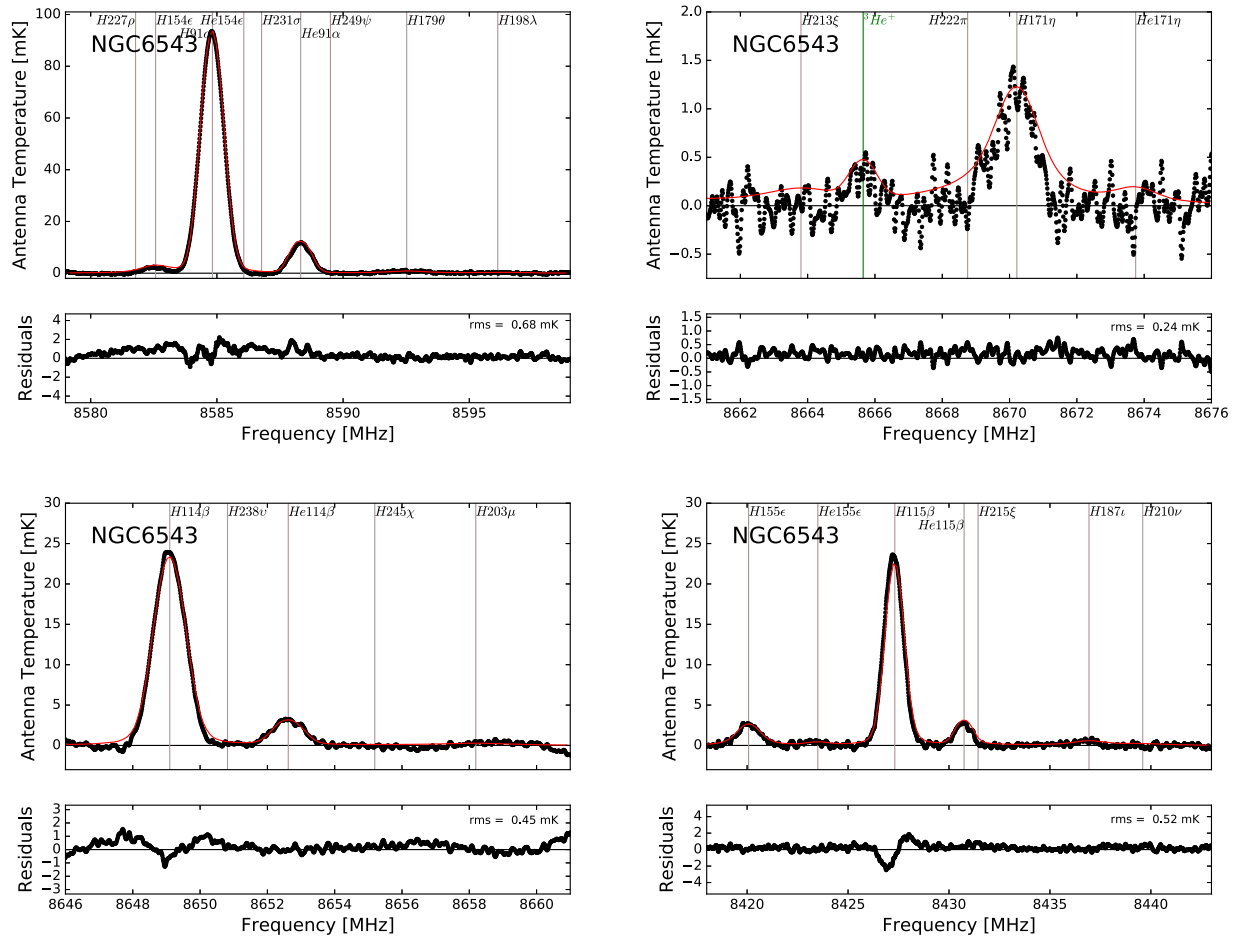 H227ρ H154ϵ He154ϵ H231σ H249ψ H179θ H198λ
H91α He91α
NGC6543
Antenna Temperature [mK]
100
80
60
40
20
0
rms = 0.68 mK
Residuals
4
2
0
−2
−4
8580 8585 8590 8595
Frequency [MHz]
H213ξ ³He⁺ H222π H171η He171η
NGC6543
Antenna Temperature [mK]
2.0
1.5
1.0
0.5
0.0
−0.5
rms = 0.24 mK
Residuals
1.5
1.0
0.5
0.0
−0.5
−1.0
−1.5
8662 8664 8666 8668 8670 8672 8674 8676
Frequency [MHz]
H114β H238υ He114β H245χ H203μ
NGC6543
Antenna Temperature [mK]
30
25
20
15
10
5
0
rms = 0.45 mK
Residuals
3
2
1
0
−1
−2
−3
8646 8648 8650 8652 8654 8656 8658 8660
Frequency [MHz]
H155ϵ He155ϵ H115β H215ξ H187ι H210ν
He115β
NGC6543
Antenna Temperature [mK]
30
25
20
15
10
5
0
rms = 0.52 mK
Residuals
4
2
0
−2
−4
8420 8425 8430 8435 8440
Frequency [MHz]